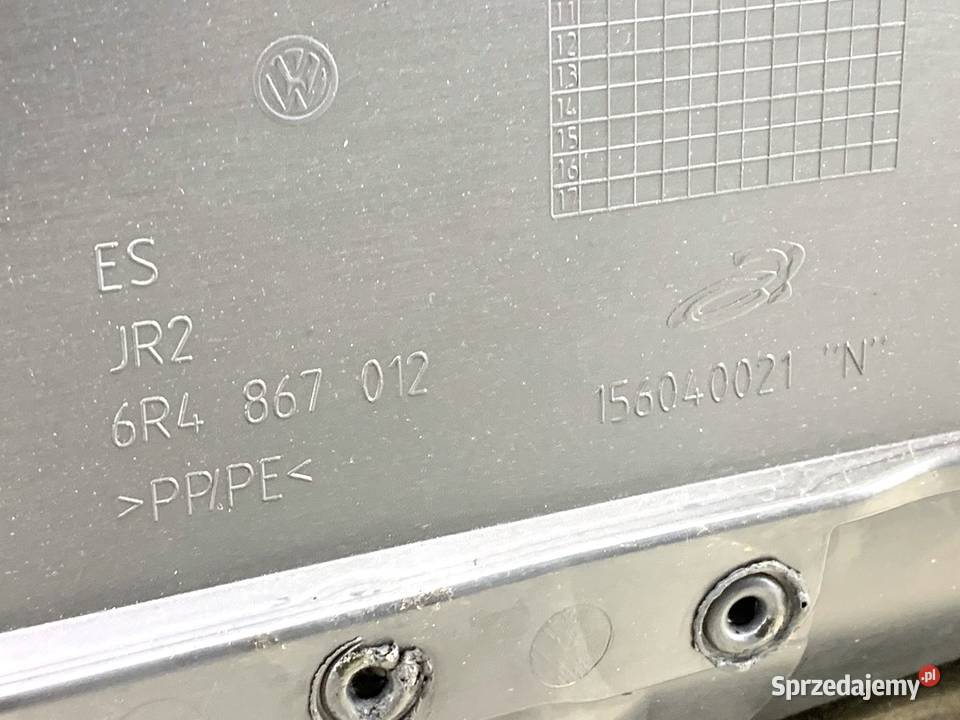 11
12
13
14
15
16
17
ES
JR2
6R4 867 012
>PP/PE<
156040021 "N"
Sprzedajemy.pl